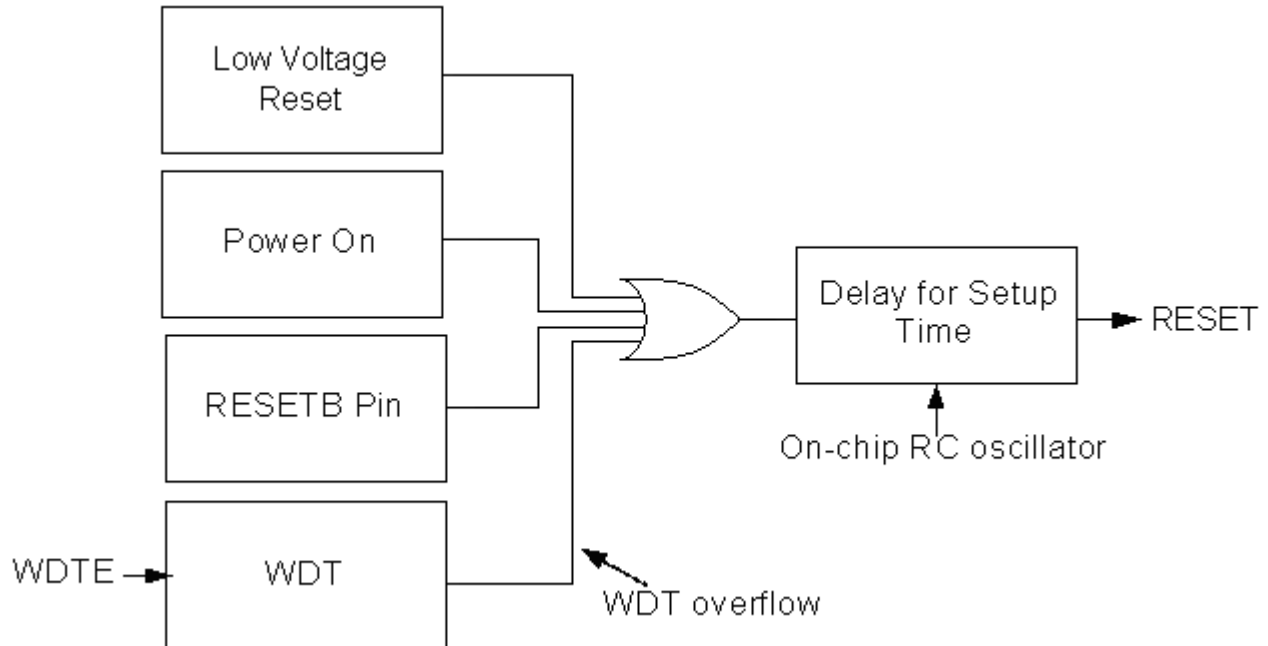 Low Voltage
Reset
Power On
RESETB Pin
WDTE
WDT
WDT overflow
Delay for Setup
Time
On-chip RC oscillator
RESET